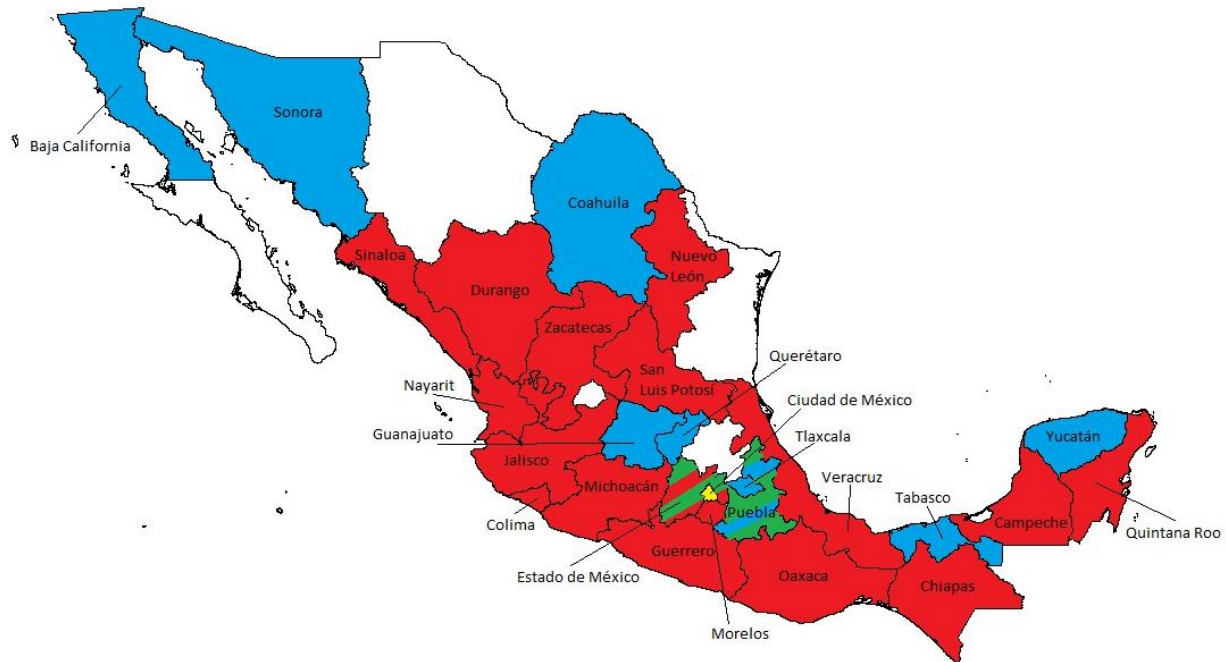 Sonora
Baja California
Coahuila
Sinaloa
Nuevo
León
Durango
Zacatecas
Querétaro
San
Luis Potosí
Nayarit
Ciudad de México
Guanajuato
Tlaxcala
Yucatán
Jalisco
Veracruz
Michoacán
Tabasco
Colima
Puebla
Campeche
Quintana Roo
Guerrero
Estado de México
Oaxaca
Chiapas
Morelos